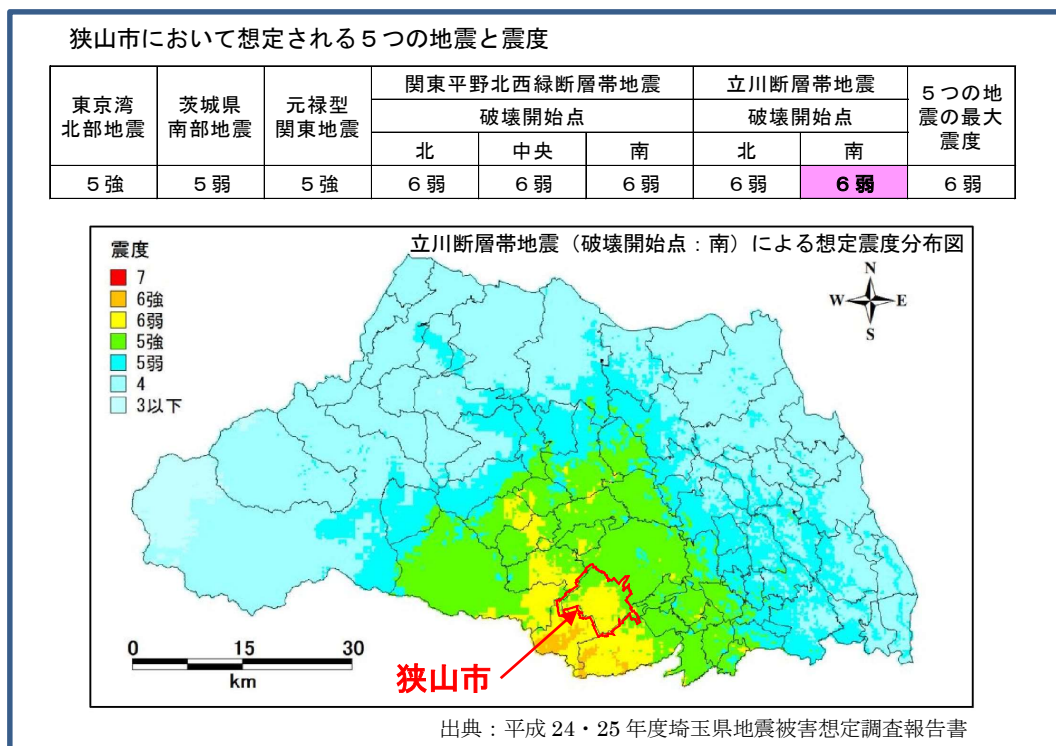 狭山市において想定される５つの地震と震度
東京湾
北部地震
茨城県
南部地震
元禄型
関東地震
関東平野北西縁断層帯地震
立川断層帯地震
５つの地
震の最大
震度
破壊開始点
破壊開始点
北
中央
南
北
南
５強
５弱
５強
６弱
６弱
６弱
６弱
６弱
６弱
立川断層帯地震（破壊開始点：南）による想定震度分布図
震度
7
6強
6弱
5強
5弱
4
3以下
N
W
E
S
0 15 30
km
狭山市
出典：平成 24・25 年度埼玉県地震被害想定調査報告書